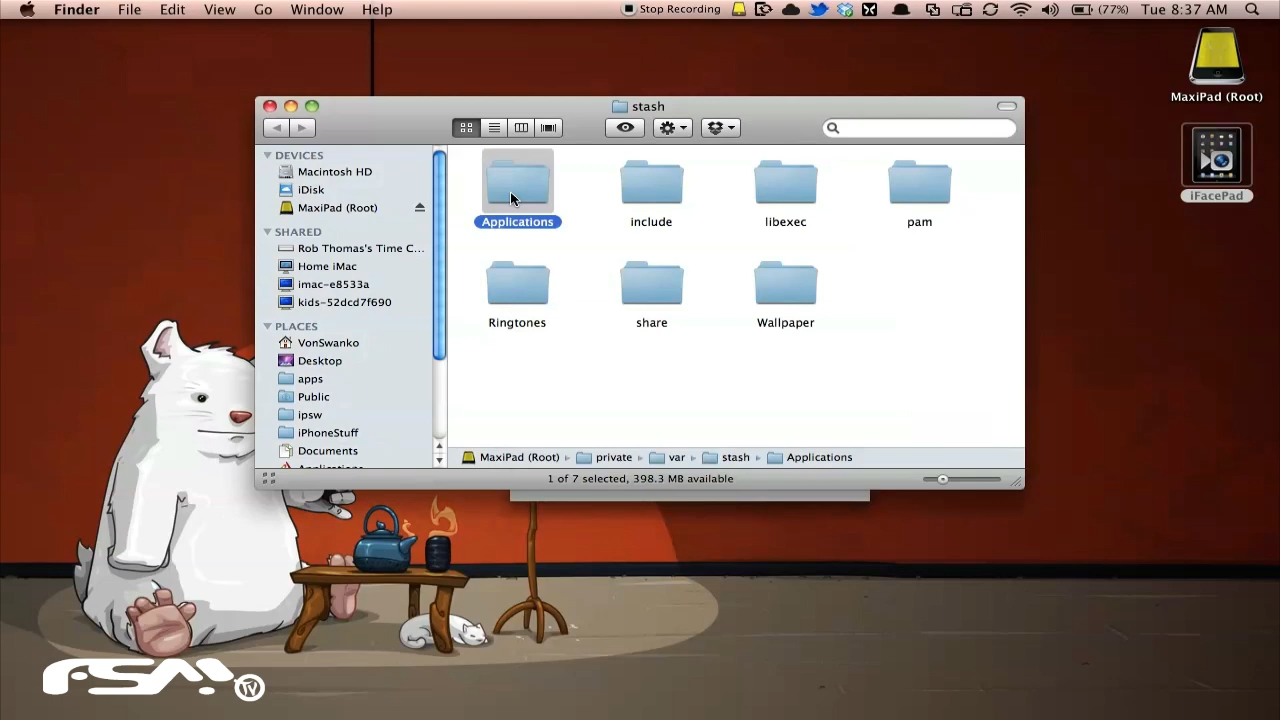 Finder File Edit View Go Window Help Stop Recording (77%) Tue 8:37 AM
MaxiPad (Root)
iFacePad
stash
DEVICES
Macintosh HD
iDisk
MaxiPad (Root)
SHARED
Rob Thomas's Time C...
Home iMac
imac-e8533a
kids-52dcd7f690
PLACES
VonSwanko
Desktop
apps
Public
ipsw
iPhoneStuff
Documents
Applications include libexec pam
Ringtones share Wallpaper
MaxiPad (Root) private var stash Applications
1 of 7 selected, 398.3 MB available
FSM TV